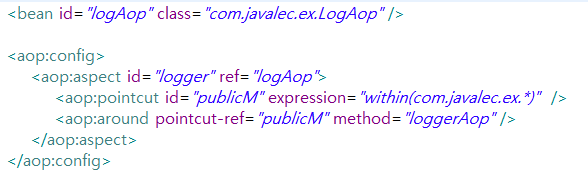 <bean id="logAop" class="com.javalec.ex.LogAop" />
<aop:config>
<aop:aspect id="logger" ref="logAop">
<aop:pointcut id="publicM" expression="within(com.javalec.ex.*)" />
<aop:around pointcut-ref="publicM" method="loggerAop" />
</aop:aspect>
</aop:config>